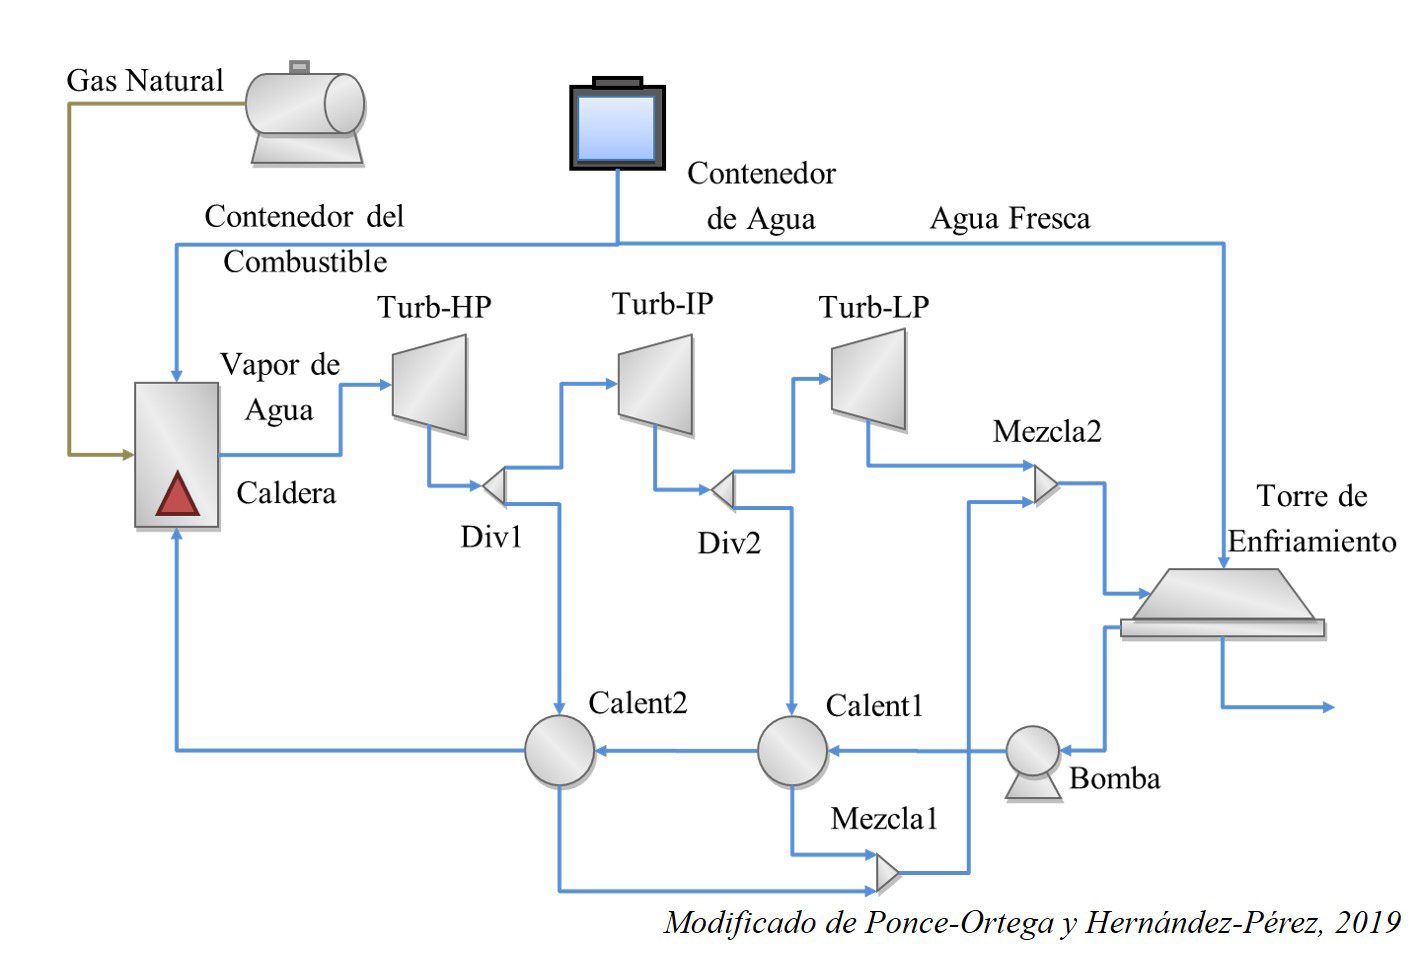 Gas Natural
Contenedor
de Agua
Contenedor del
Combustible
Agua Fresca
Turb-HP
Turb-IP
Turb-LP
Vapor de
Agua
Caldera
Mezcla2
Div1
Div2
Torre de
Enfriamiento
Calent2
Calent1
Bomba
Mezcla1
Modificado de Ponce-Ortega y Hernández-Pérez, 2019